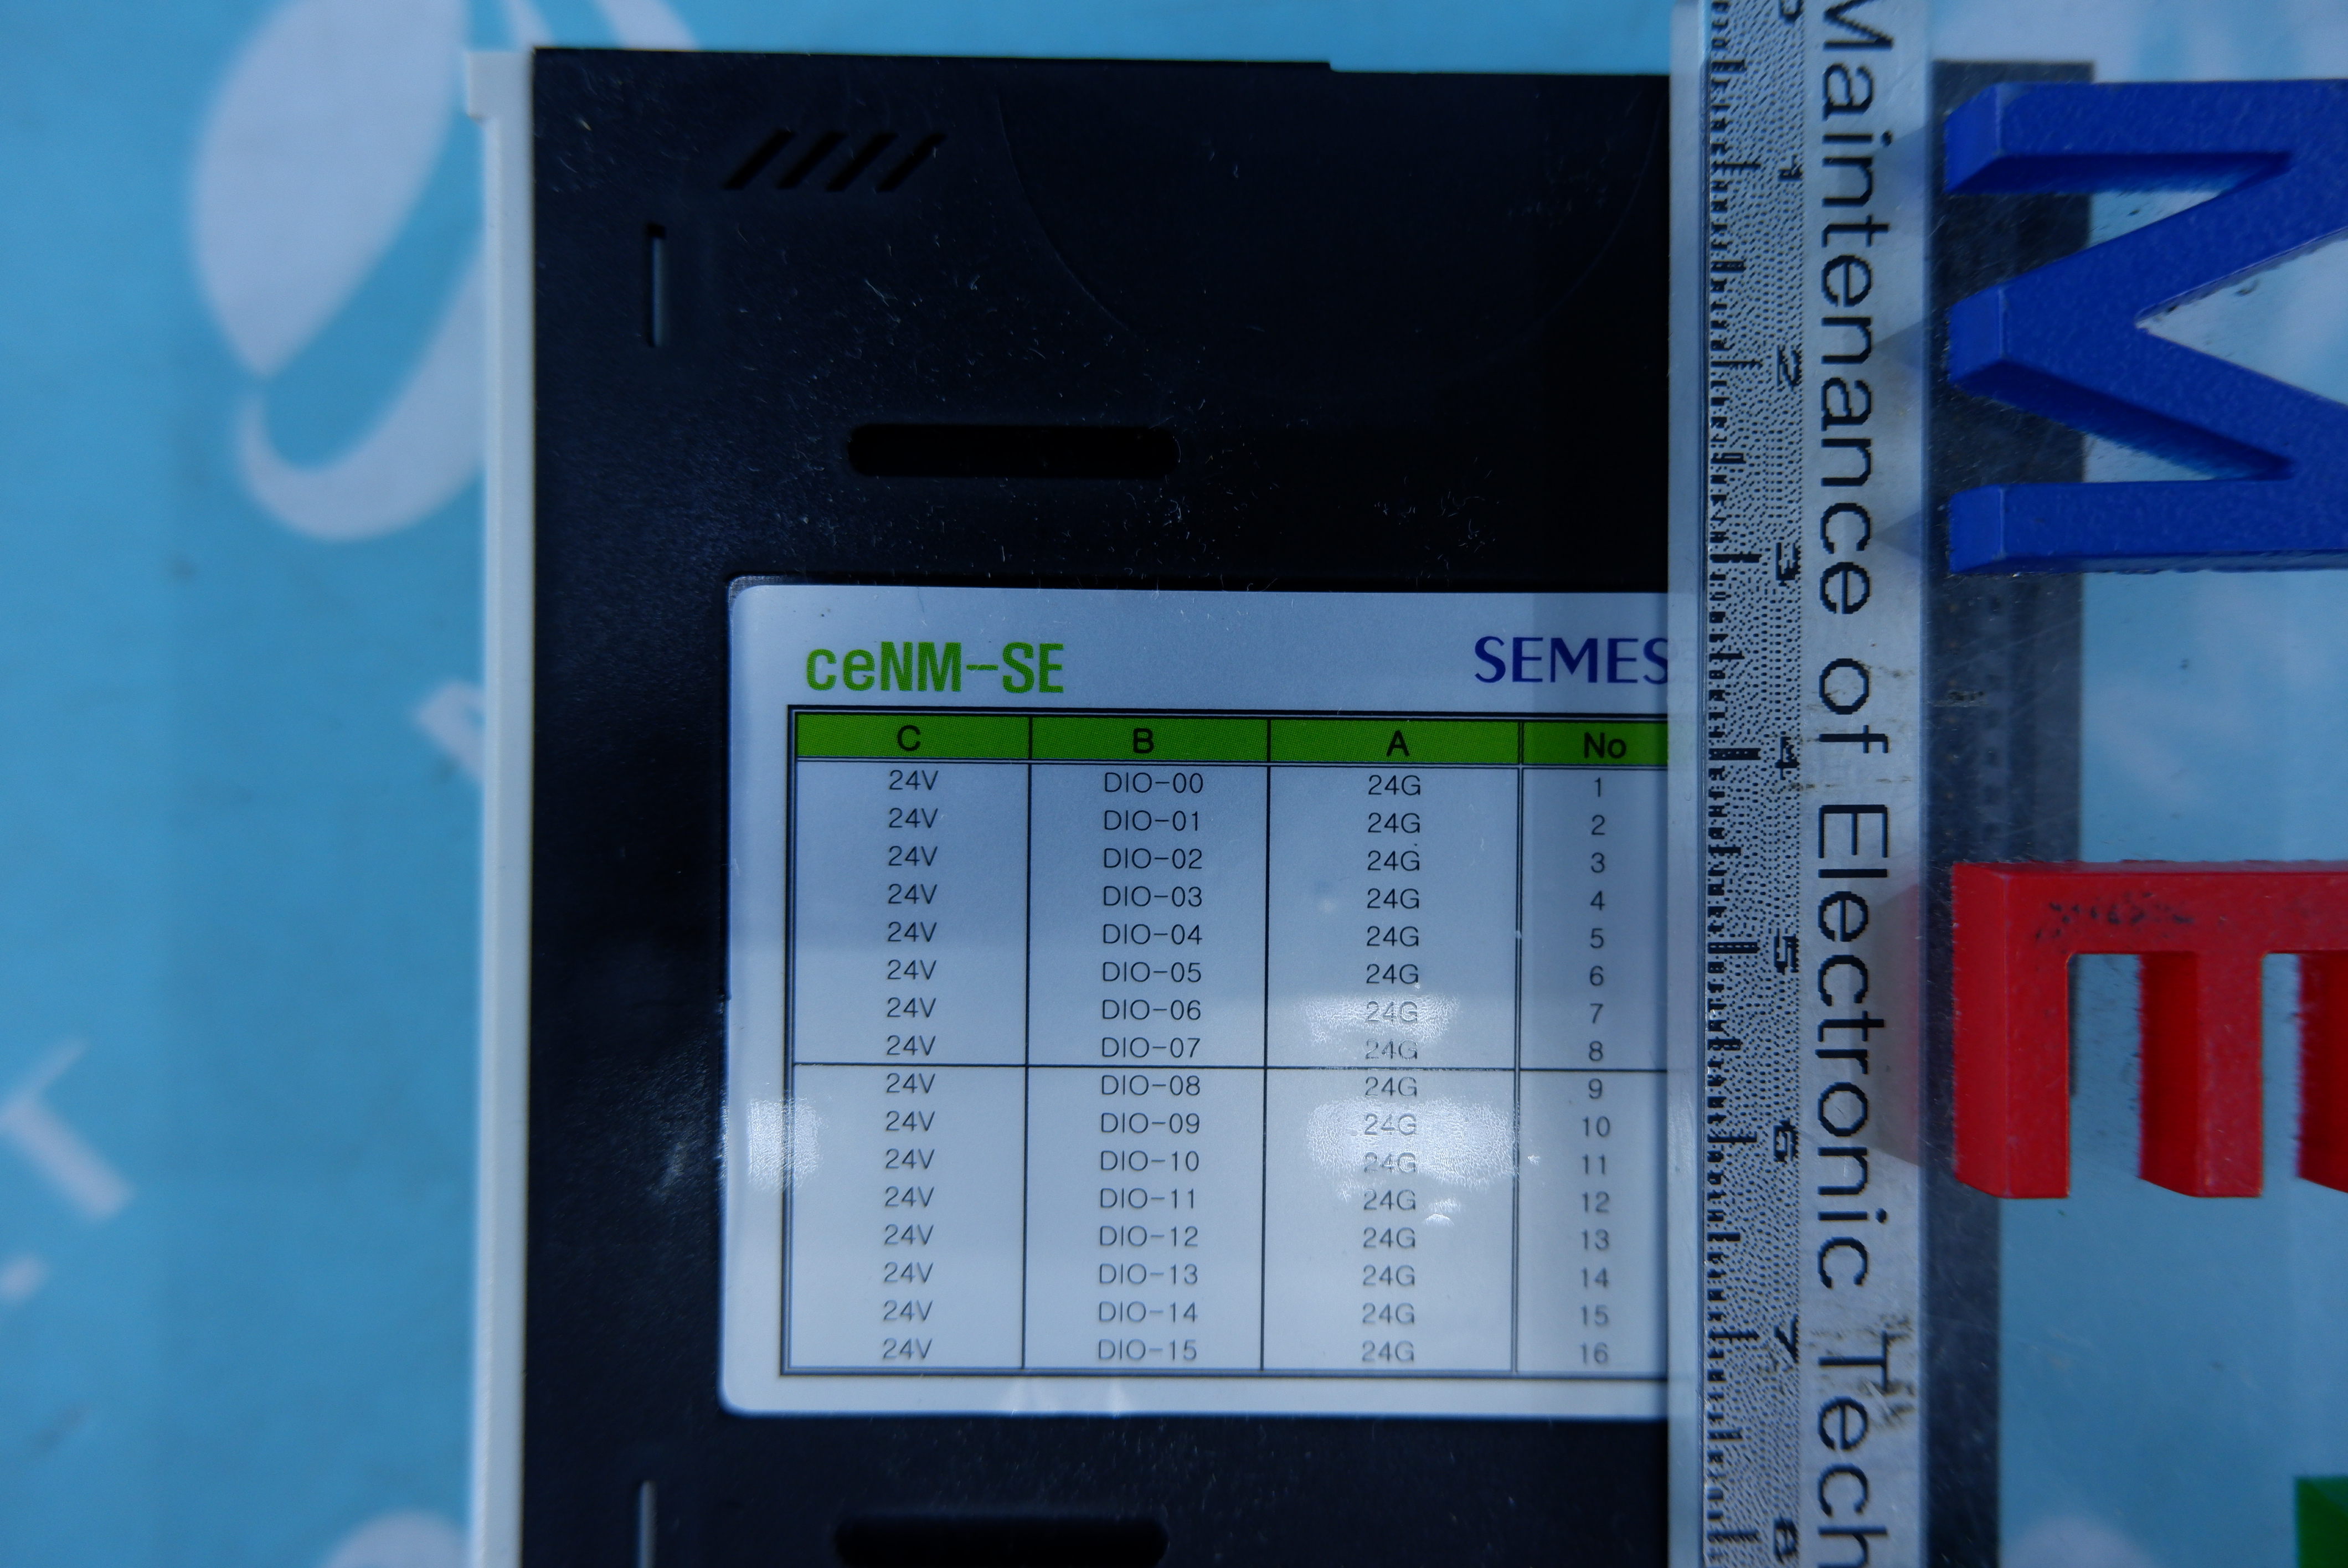 ceNM-SE SEMES
C B A No
24V DIO-00 24G 1
24V DIO-01 24G 2
24V DIO-02 24G 3
24V DIO-03 24G 4
24V DIO-04 24G 5
24V DIO-05 24G 6
24V DIO-06 24G 7
24V DIO-07 24G 8
24V DIO-08 24G 9
24V DIO-09 24G 10
24V DIO-10 24G 11
24V DIO-11 24G 12
24V DIO-12 24G 13
24V DIO-13 24G 14
24V DIO-14 24G 15
24V DIO-15 24G 16
1 2 3 4 5 6 7 8
Maintenance of Electronic Tech
M
E